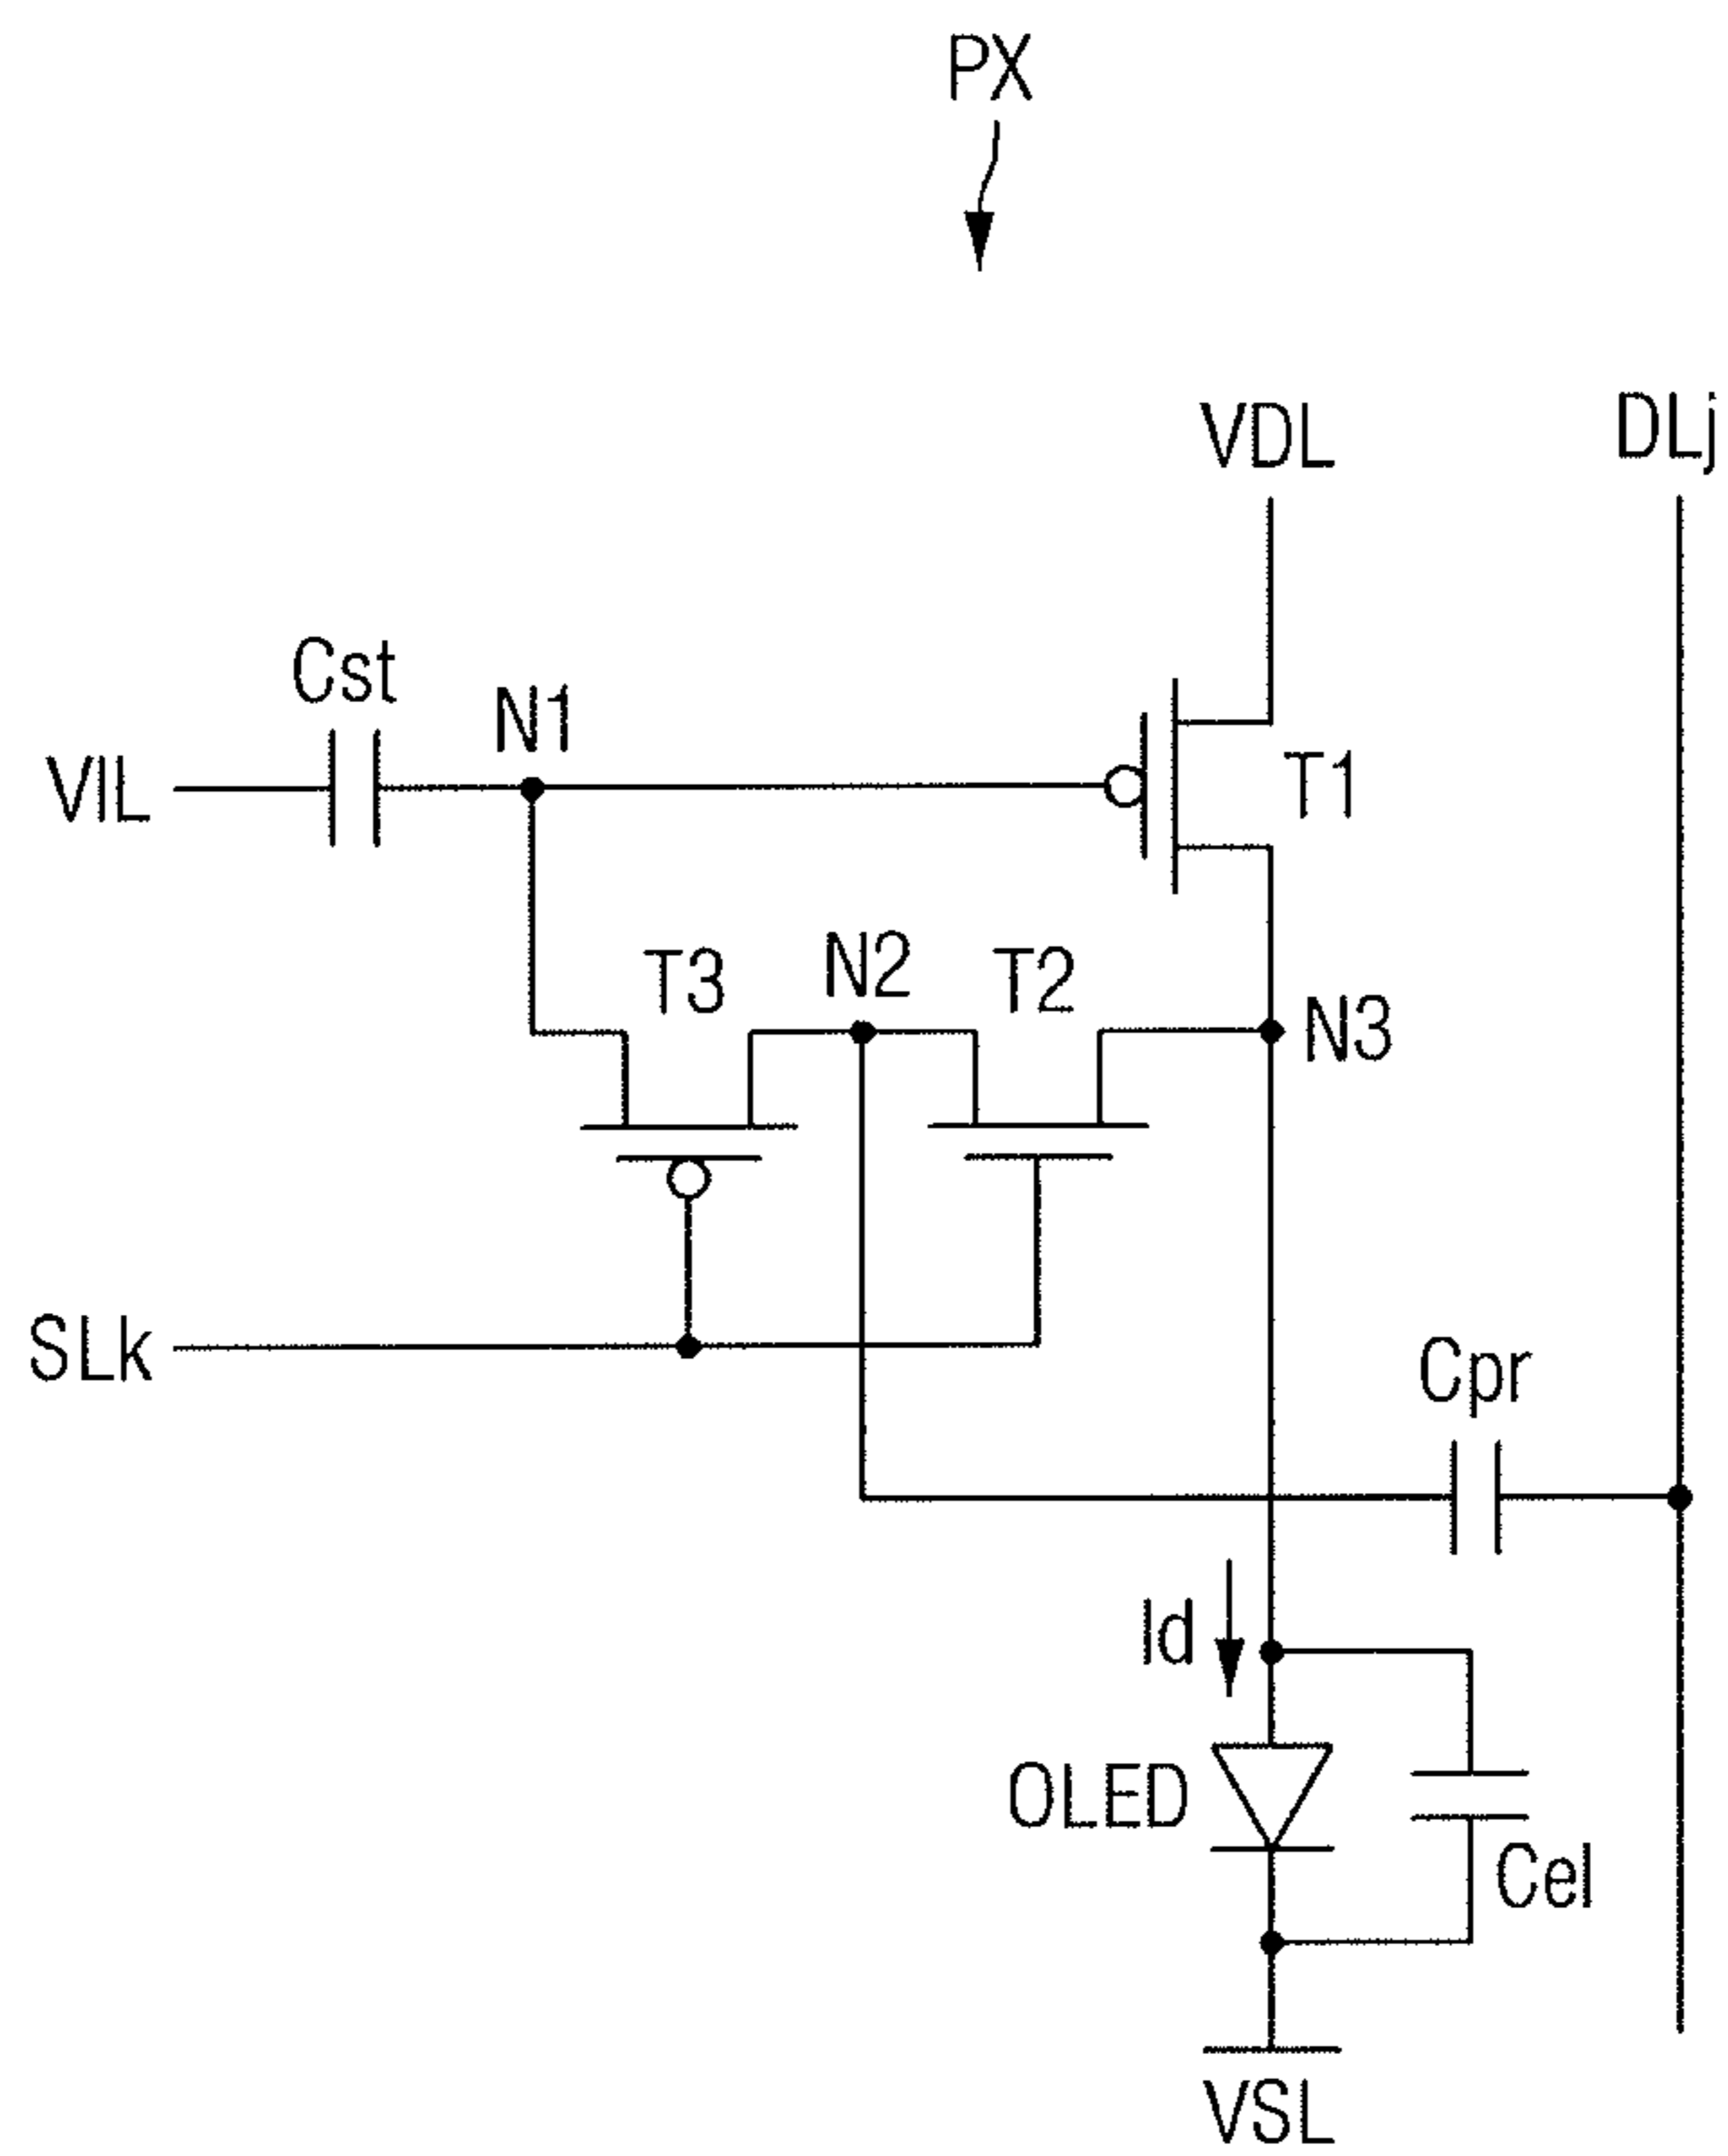 PX
VDL
DLj
Cst
N1
VIL
T1
T3
N2
T2
N3
SLk
Cpr
Id
OLED
Cel
VSL